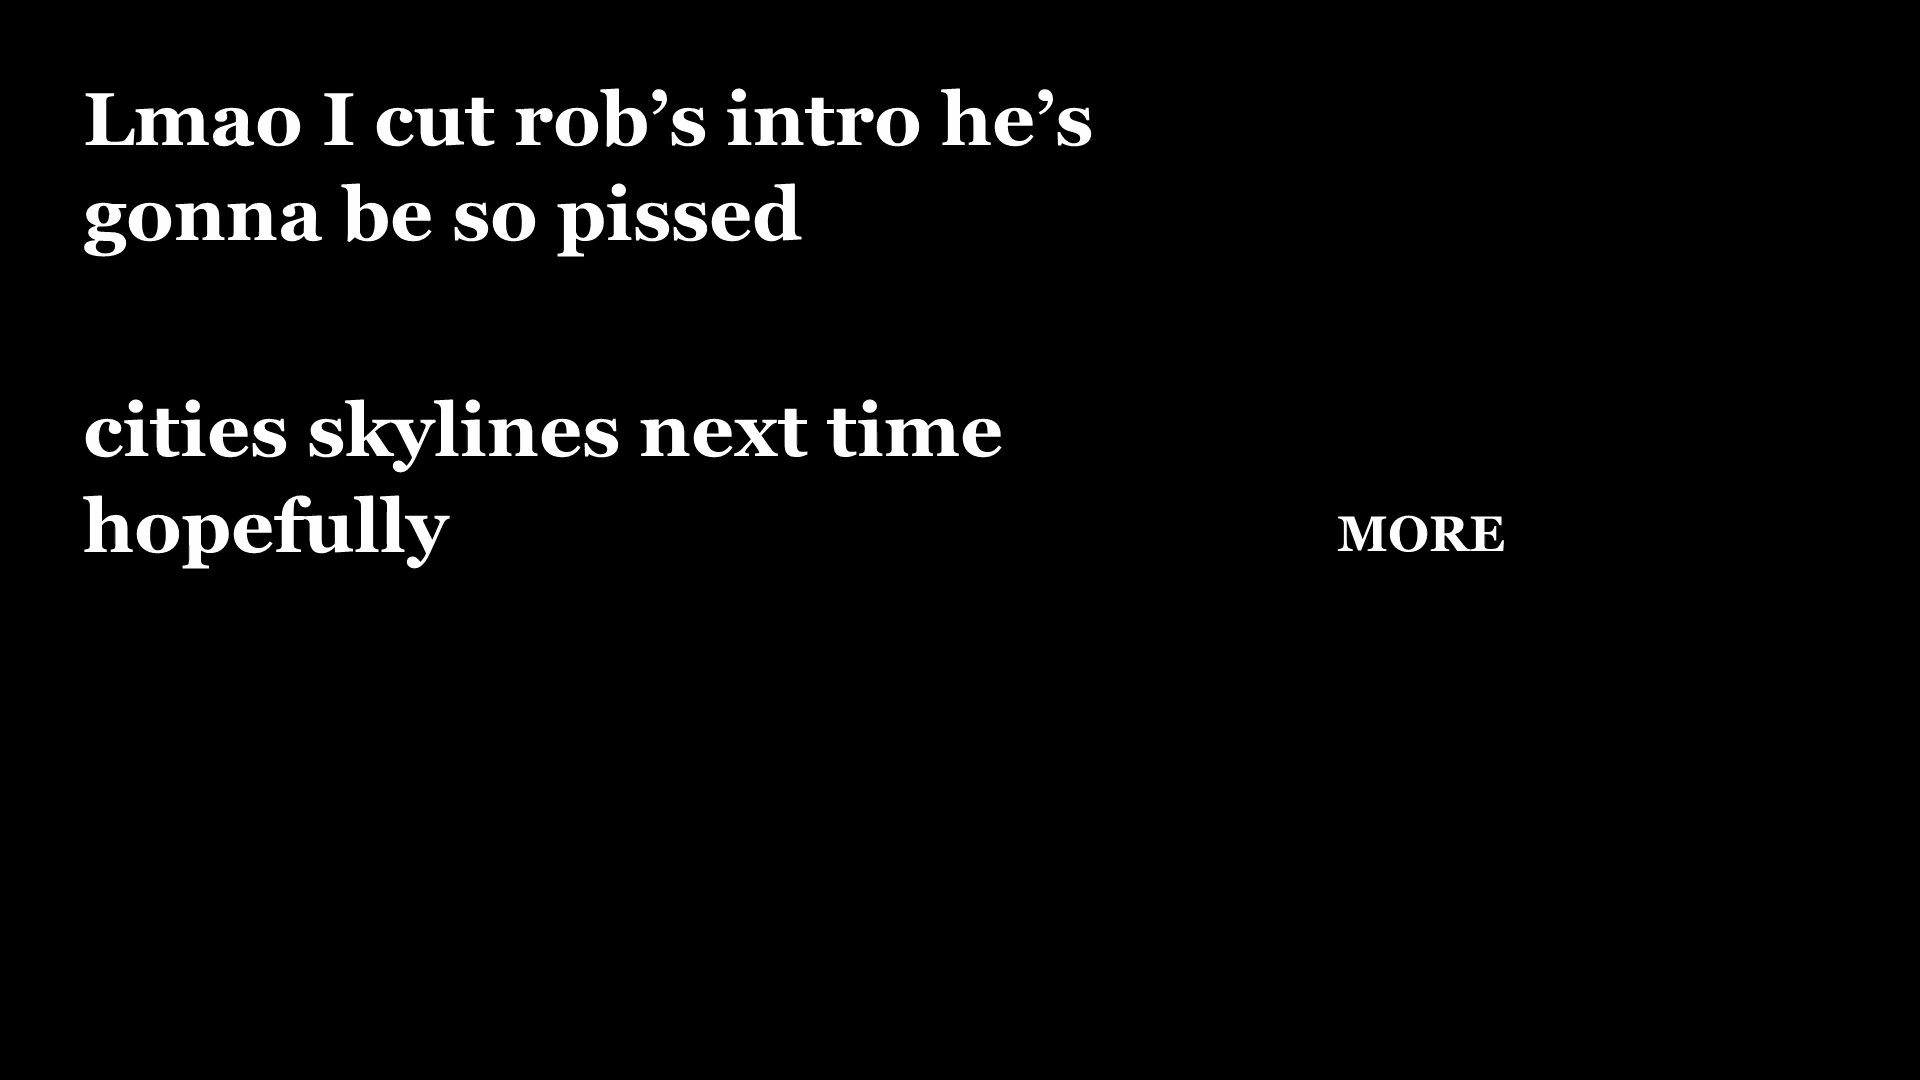 Lmao I cut rob’s intro he’s
gonna be so pissed
cities skylines next time
hopefully
MORE